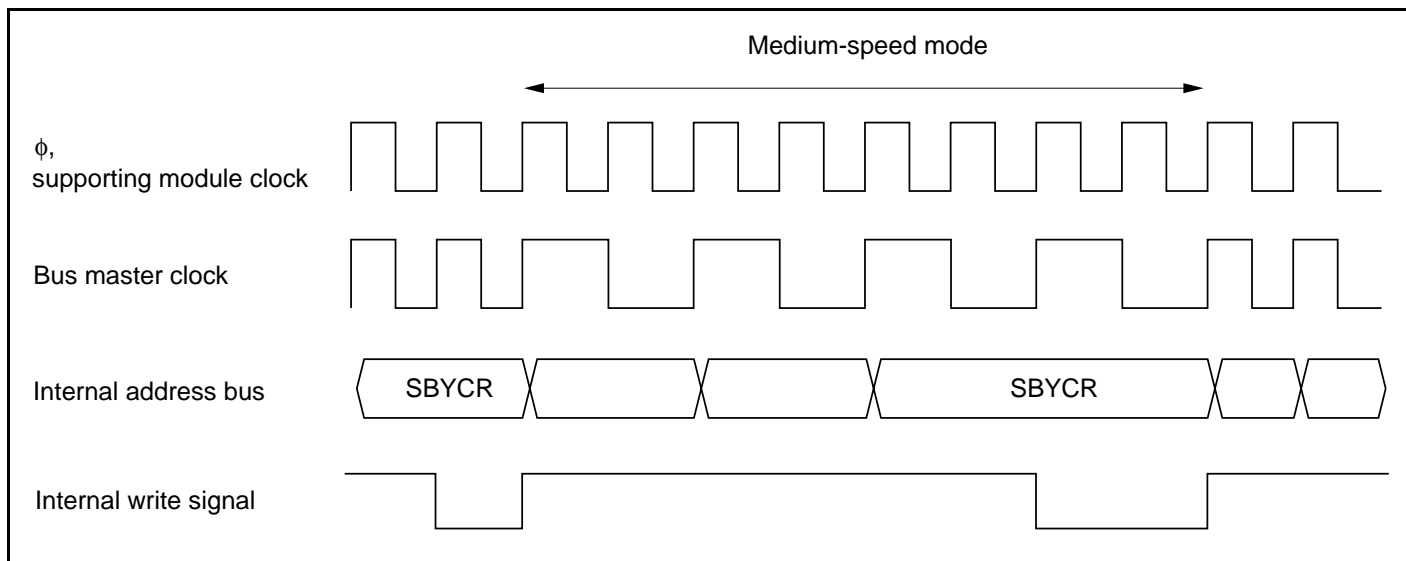 Medium-speed mode
ϕ,
supporting module clock
Bus master clock
Internal address bus
SBYCR
SBYCR
Internal write signal